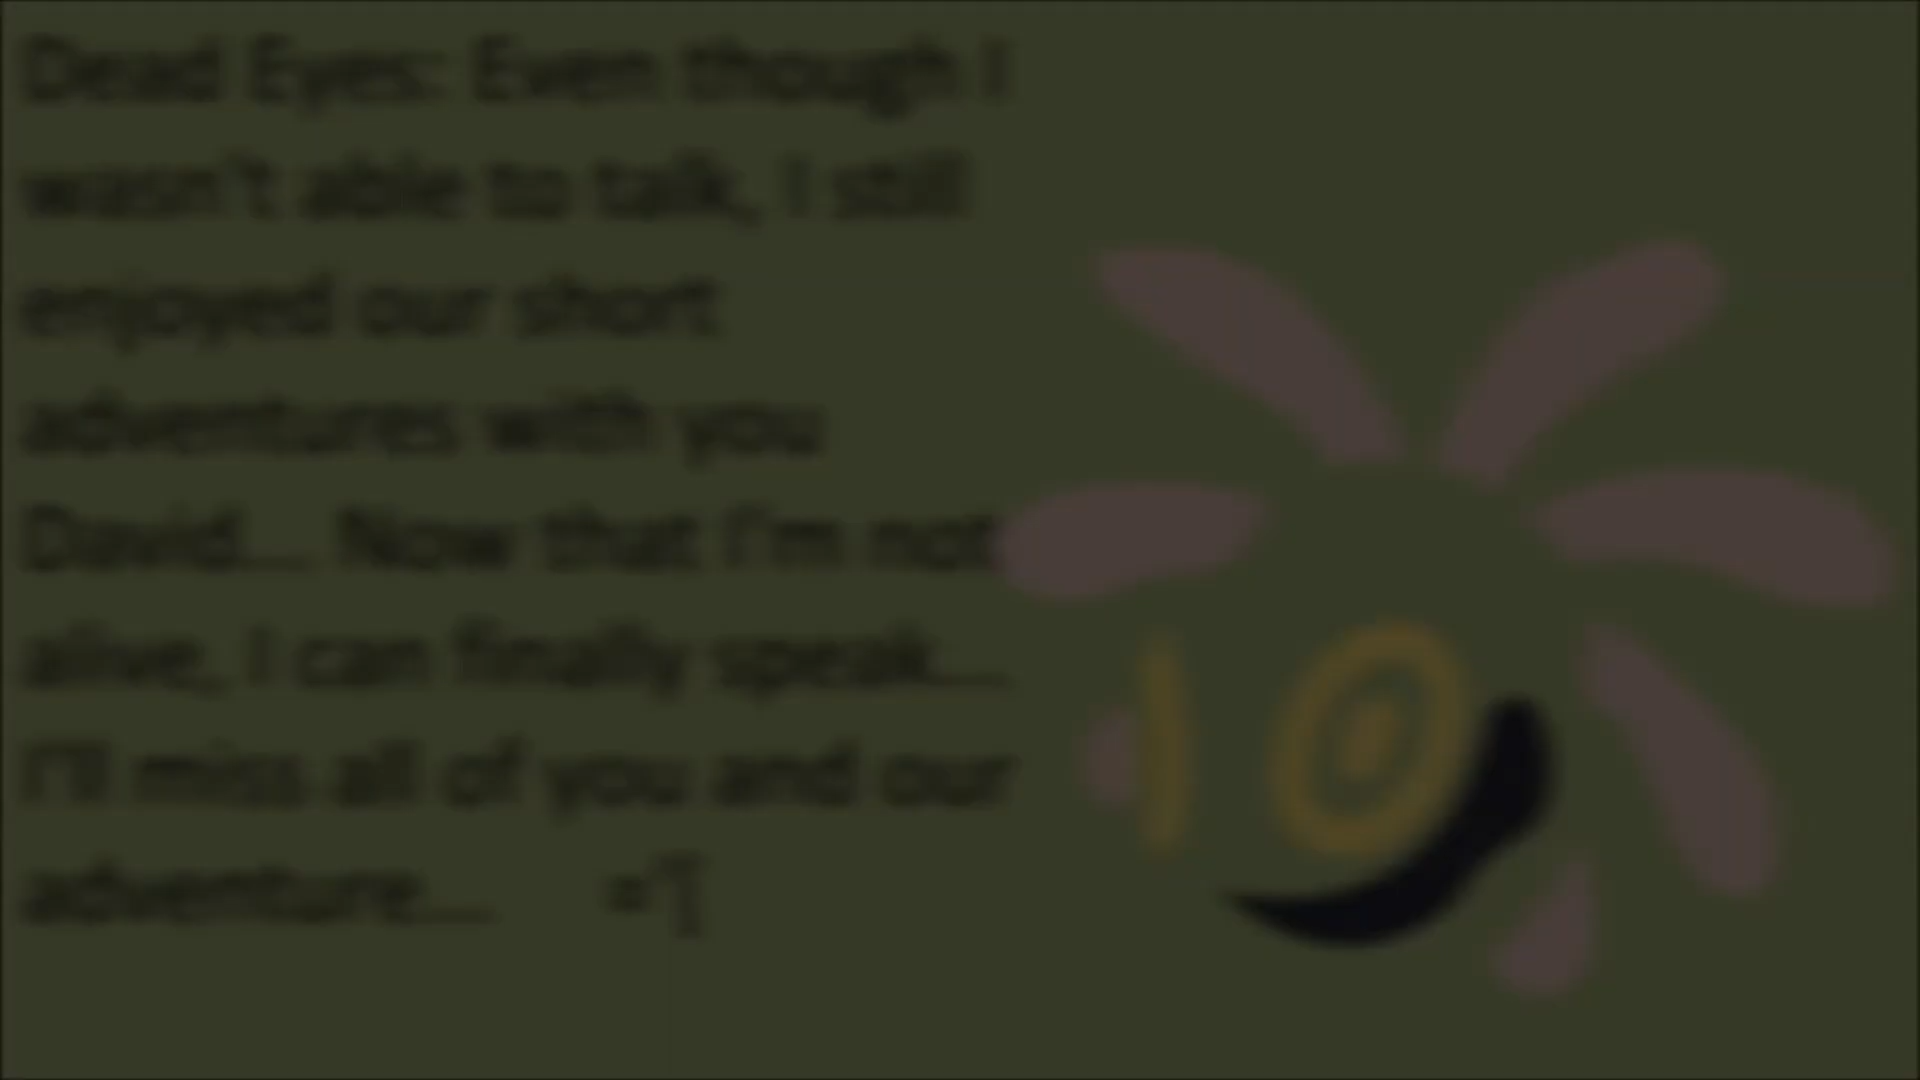 Dead Eyes: Even though I
wasn't able to talk, I still
enjoyed our short
adventures with you
David... Now that I'm not
alive, I can finally speak...
I'll miss all of you and our
adventure... ='[